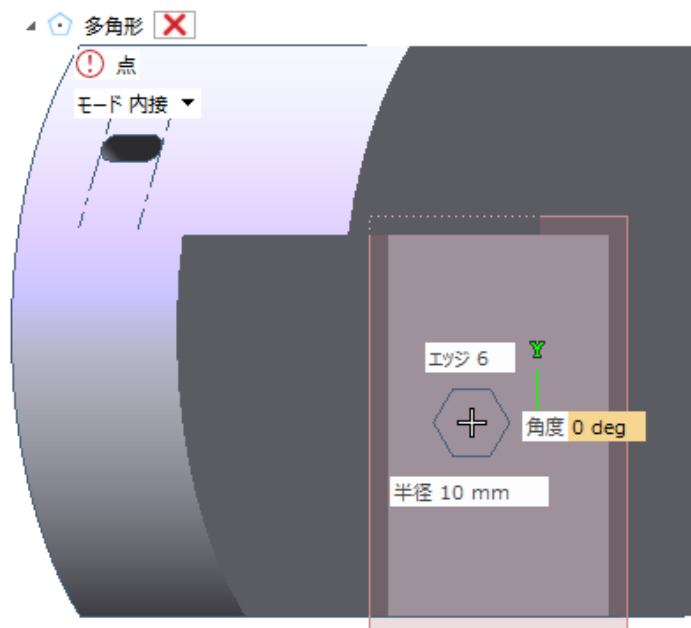 多角形
点
モード 内接
エッジ 6
Y
角度 0 deg
半径 10 mm